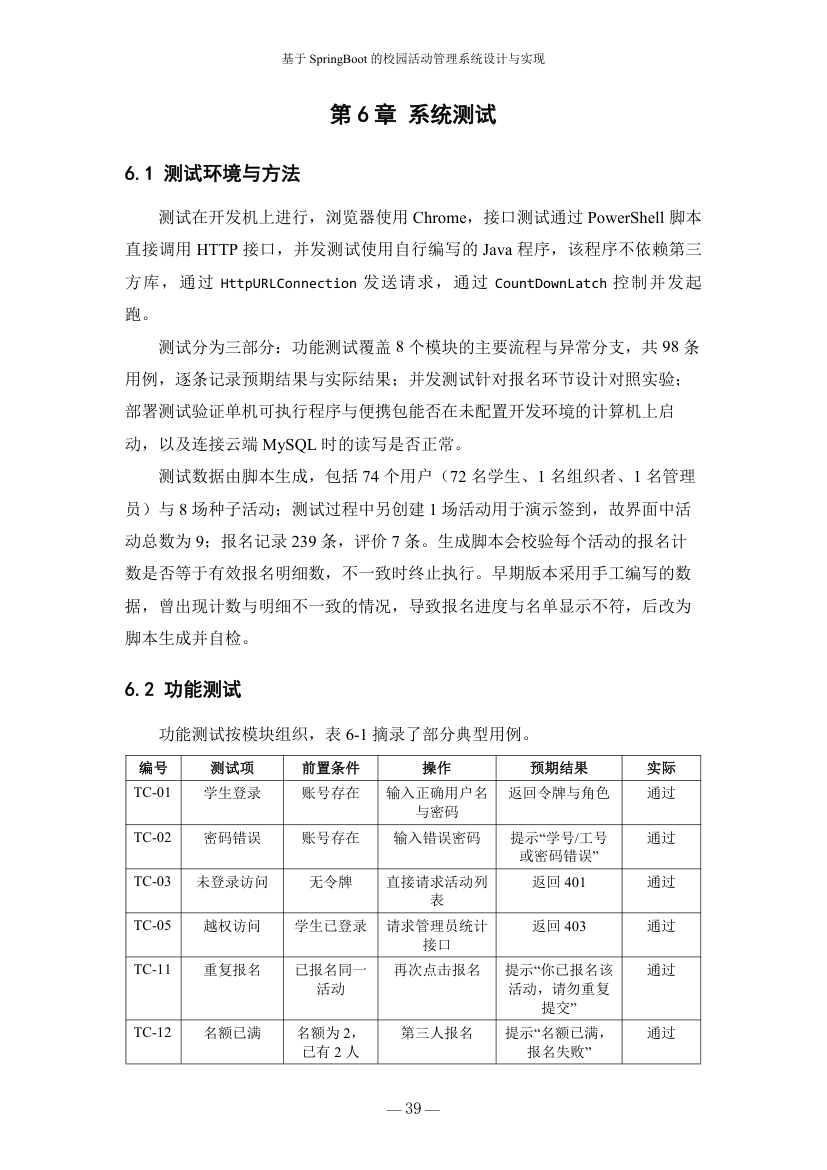 基于 SpringBoot 的校园活动管理系统设计与实现
第 6 章 系统测试
6.1 测试环境与方法
测试在开发机上进行，浏览器使用 Chrome，接口测试通过 PowerShell 脚本
直接调用 HTTP 接口，并发测试使用自行编写的 Java 程序，该程序不依赖第三
方库，通过 HttpURLConnection 发送请求，通过 CountDownLatch 控制并发起
跑。
测试分为三部分：功能测试覆盖 8 个模块的主要流程与异常分支，共 98 条
用例，逐条记录预期结果与实际结果；并发测试针对报名环节设计对照实验；
部署测试验证单机可执行程序与便携包能否在未配置开发环境的计算机上启
动，以及连接云端 MySQL 时的读写是否正常。
测试数据由脚本生成，包括 74 个用户（72 名学生、1 名组织者、1 名管理
员）与 8 场种子活动；测试过程中另创建 1 场活动用于演示签到，故界面中活
动总数为 9；报名记录 239 条，评价 7 条。生成脚本会校验每个活动的报名计
数是否等于有效报名明细数，不一致时终止执行。早期版本采用手工编写的数
据，曾出现计数与明细不一致的情况，导致报名进度与名单显示不符，后改为
脚本生成并自检。
6.2 功能测试
功能测试按模块组织，表 6-1 摘录了部分典型用例。
编号 测试项 前置条件 操作 预期结果 实际
TC-01 学生登录 账号存在 输入正确用户名 返回令牌与角色 通过
与密码
TC-02 密码错误 账号存在 输入错误密码 提示“学号/工号 通过
或密码错误”
TC-03 未登录访问 无令牌 直接请求活动列 返回 401 通过
表
TC-05 越权访问 学生已登录 请求管理员统计 返回 403 通过
接口
TC-11 重复报名 已报名同一 再次点击报名 提示“你已报名该 通过
活动 活动，请勿重复
提交”
TC-12 名额已满 名额为 2， 第三人报名 提示“名额已满， 通过
已有 2 人 报名失败”
— 39 —